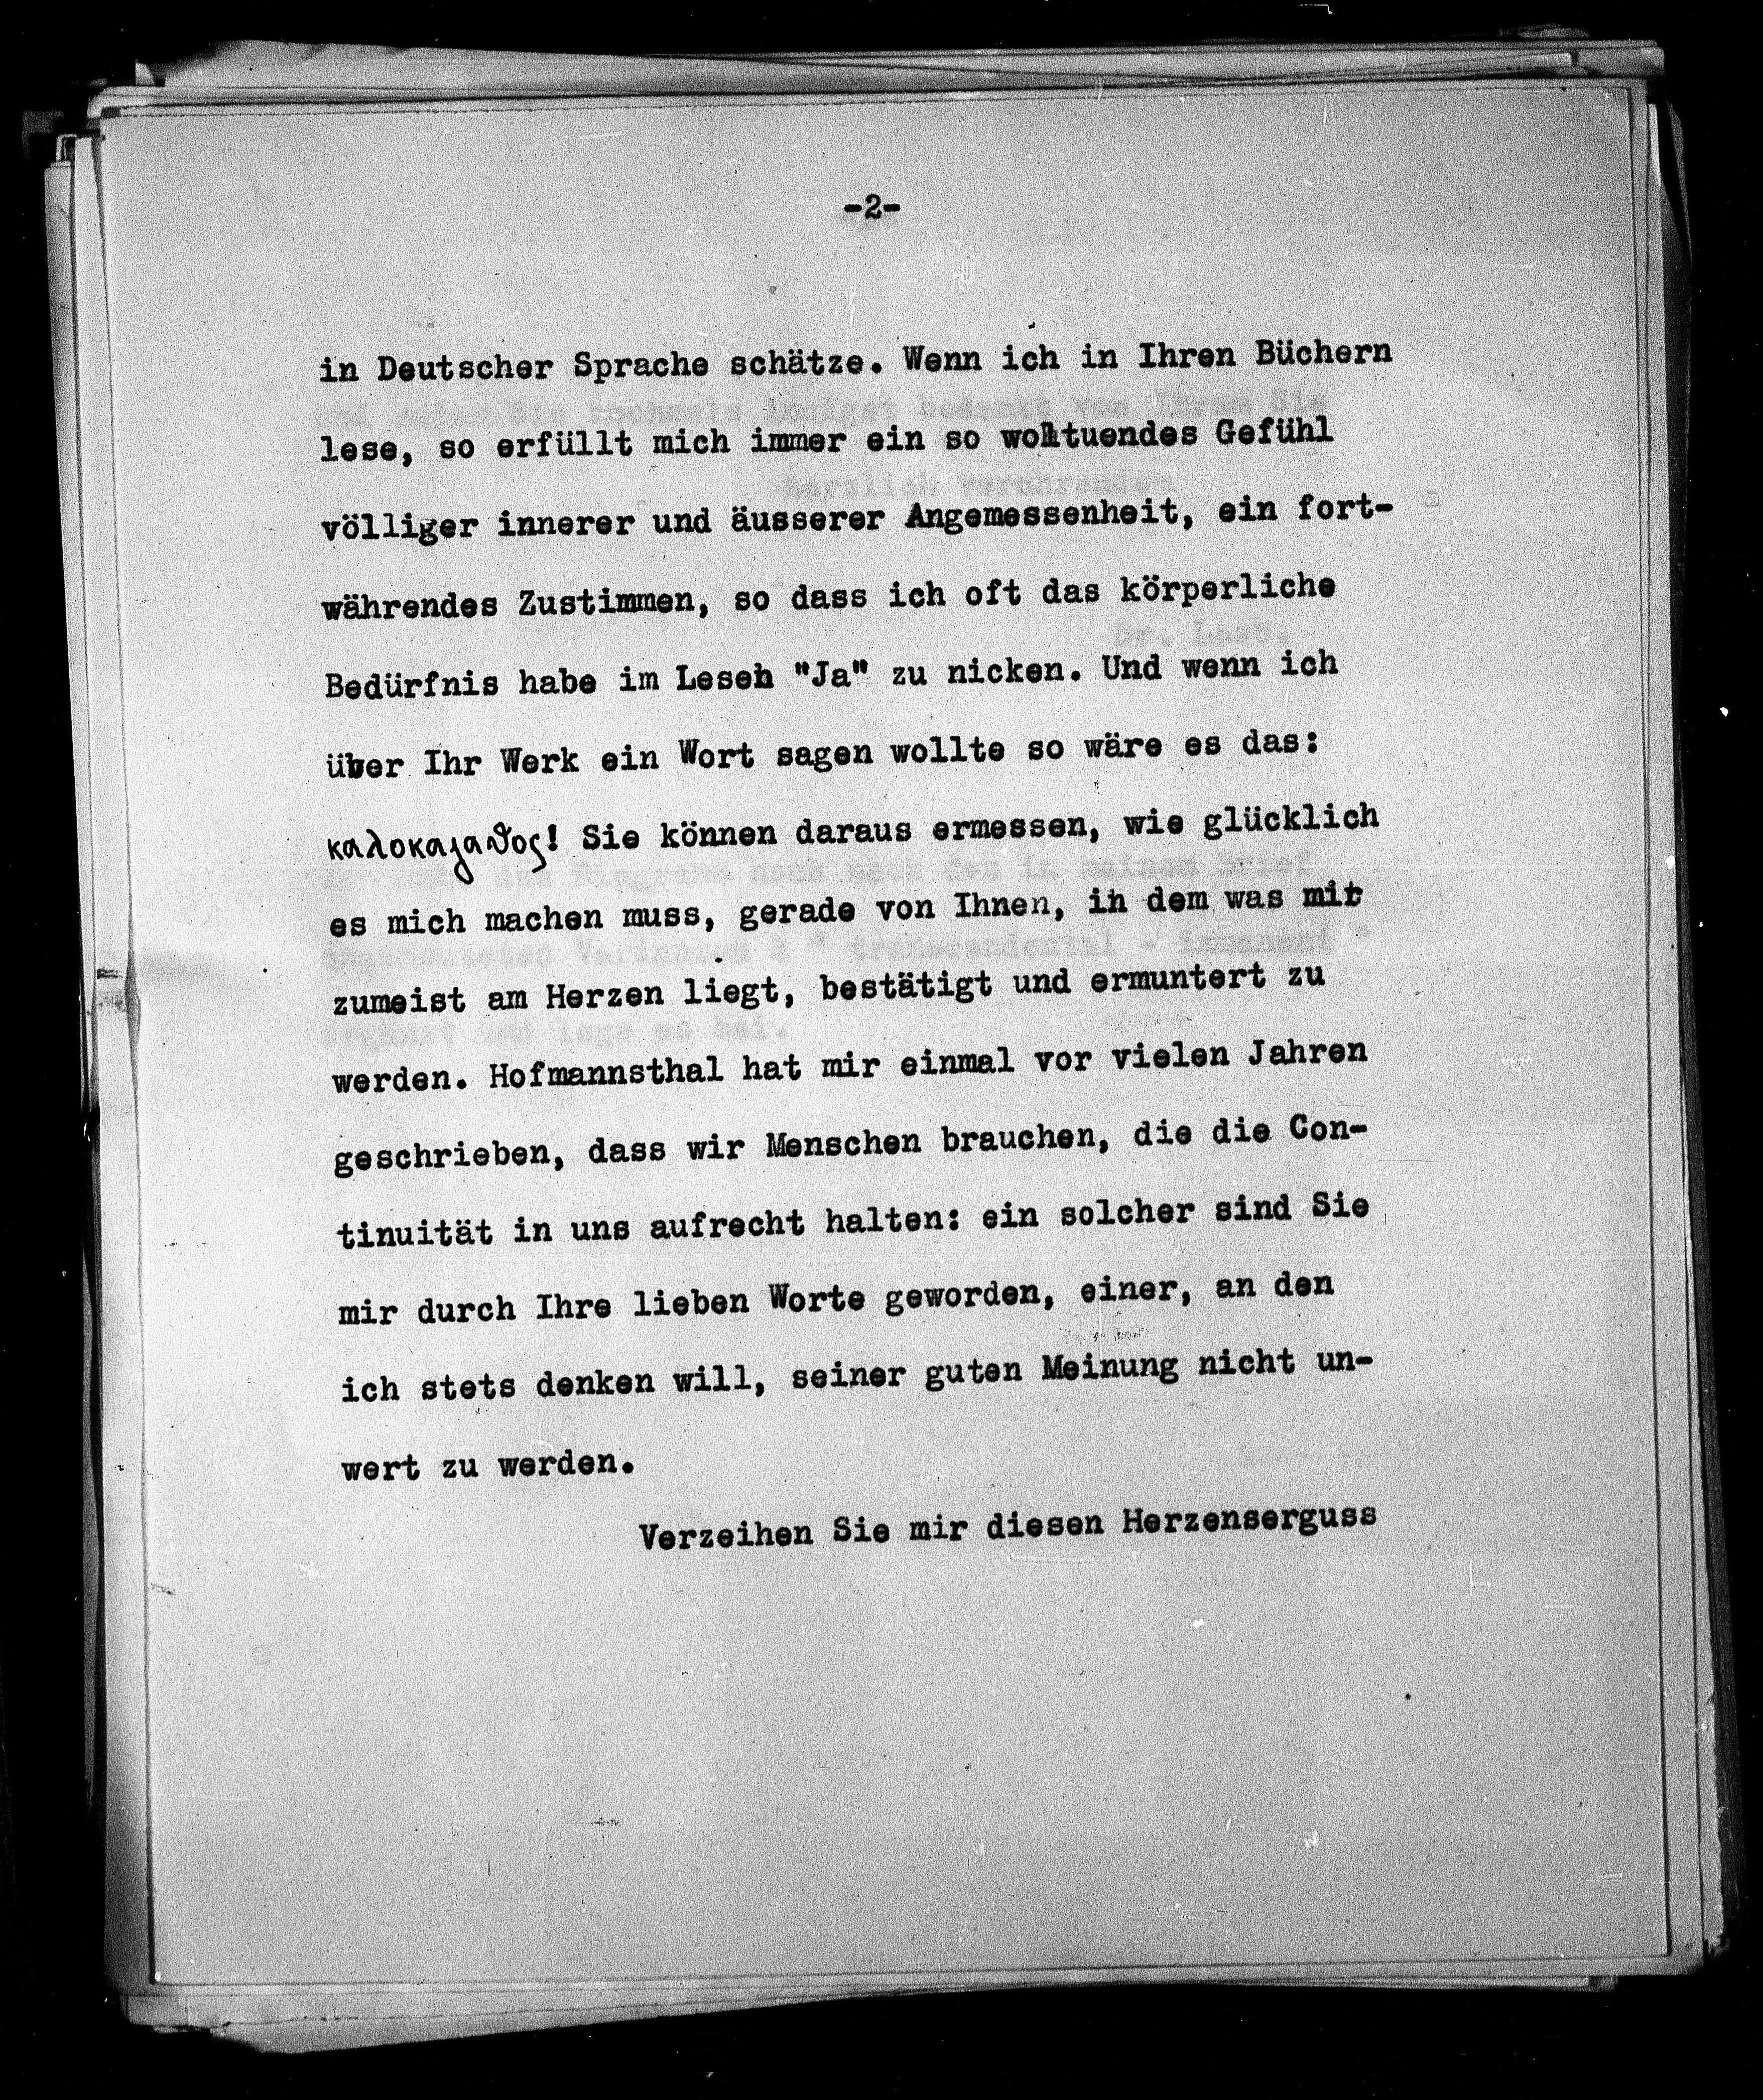 -2-
in Deutscher Sprache schätze. Wenn ich in Ihren Büchern
lese, so erfüllt mich immer ein so wohltuendes Gefühl
völliger innerer und äusserer Angemessenheit, ein fort-
währendes Zustimmen, so dass ich oft das körperliche
Bedürfnis habe im Lesen "Ja" zu nicken. Und wenn ich
über Ihr Werk ein Wort sagen wollte so wäre es das:
καλοκαγαθος! Sie können daraus ermessen, wie glücklich
es mich machen muss, gerade von Ihnen, in dem was mir
zumeist am Herzen liegt, bestätigt und ermuntert zu
werden. Hofmannsthal hat mir einmal vor vielen Jahren
geschrieben, dass wir Menschen brauchen, die die Con-
tinuität in uns aufrecht halten: ein solcher sind Sie
mir durch Ihre lieben Worte geworden, einer, an den
ich stets denken will, seiner guten Meinung nicht un-
wert zu werden.
Verzeihen Sie mir diesen Herzenserguss